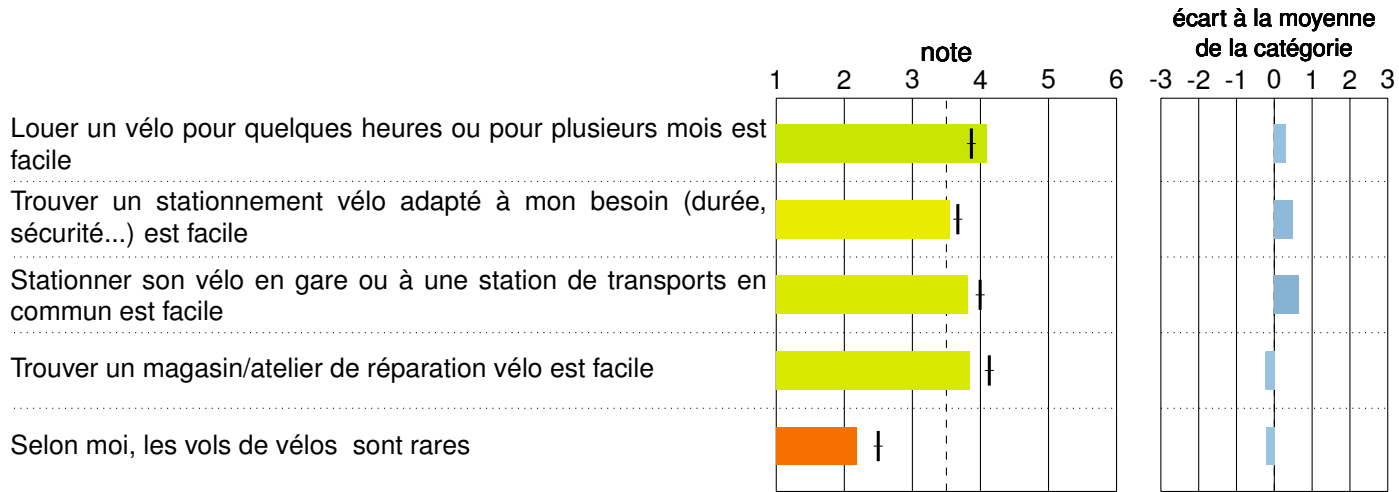 écart à la moyenne
de la catégorie
note
1 2 3 4 5 6
-3 -2 -1 0 1 2 3
Louer un vélo pour quelques heures ou pour plusieurs mois est
facile
Trouver un stationnement vélo adapté à mon besoin (durée,
sécurité...) est facile
Stationner son vélo en gare ou à une station de transports en
commun est facile
Trouver un magasin/atelier de réparation vélo est facile
Selon moi, les vols de vélos sont rares